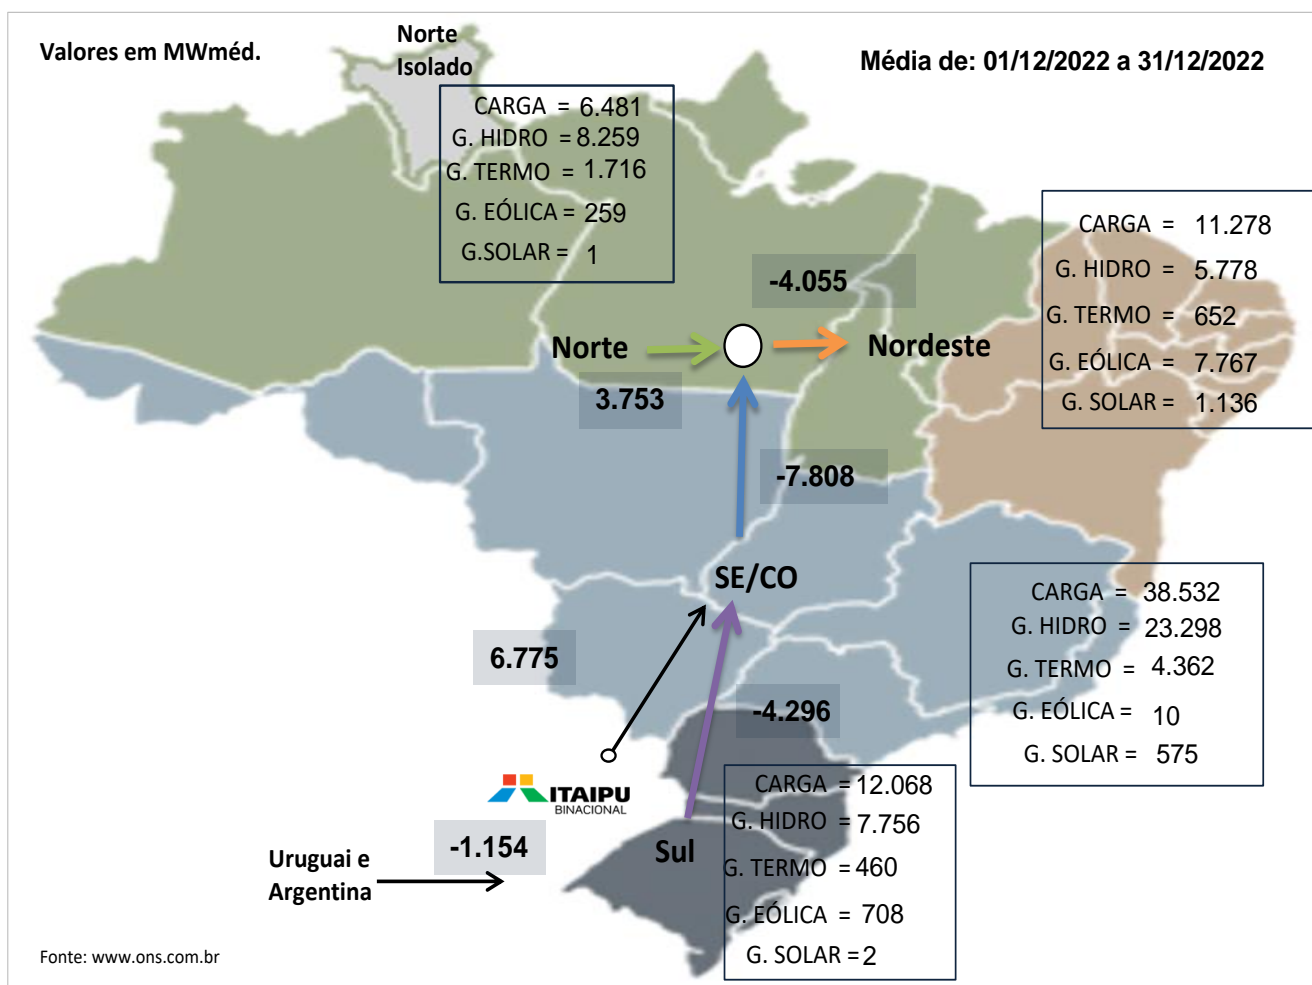 Valores em MWméd.
Norte
Isolado
Média de: 01/12/2022 a 31/12/2022
CARGA = 6.481
G. HIDRO = 8.259
G. TERMO = 1.716
G. EÓLICA = 259
G.SOLAR = 1
CARGA = 11.278
G. HIDRO = 5.778
G. TERMO = 652
G. EÓLICA = 7.767
G. SOLAR = 1.136
-4.055
Norte
Nordeste
3.753
-7.808
SE/CO
CARGA = 38.532
G. HIDRO = 23.298
G. TERMO = 4.362
G. EÓLICA = 10
G. SOLAR = 575
6.775
-4.296
ITAIPU
BINACIONAL
CARGA = 12.068
G. HIDRO = 7.756
G. TERMO = 460
G. EÓLICA = 708
G. SOLAR = 2
-1.154
Sul
Uruguai e
Argentina
Fonte: www.ons.com.br